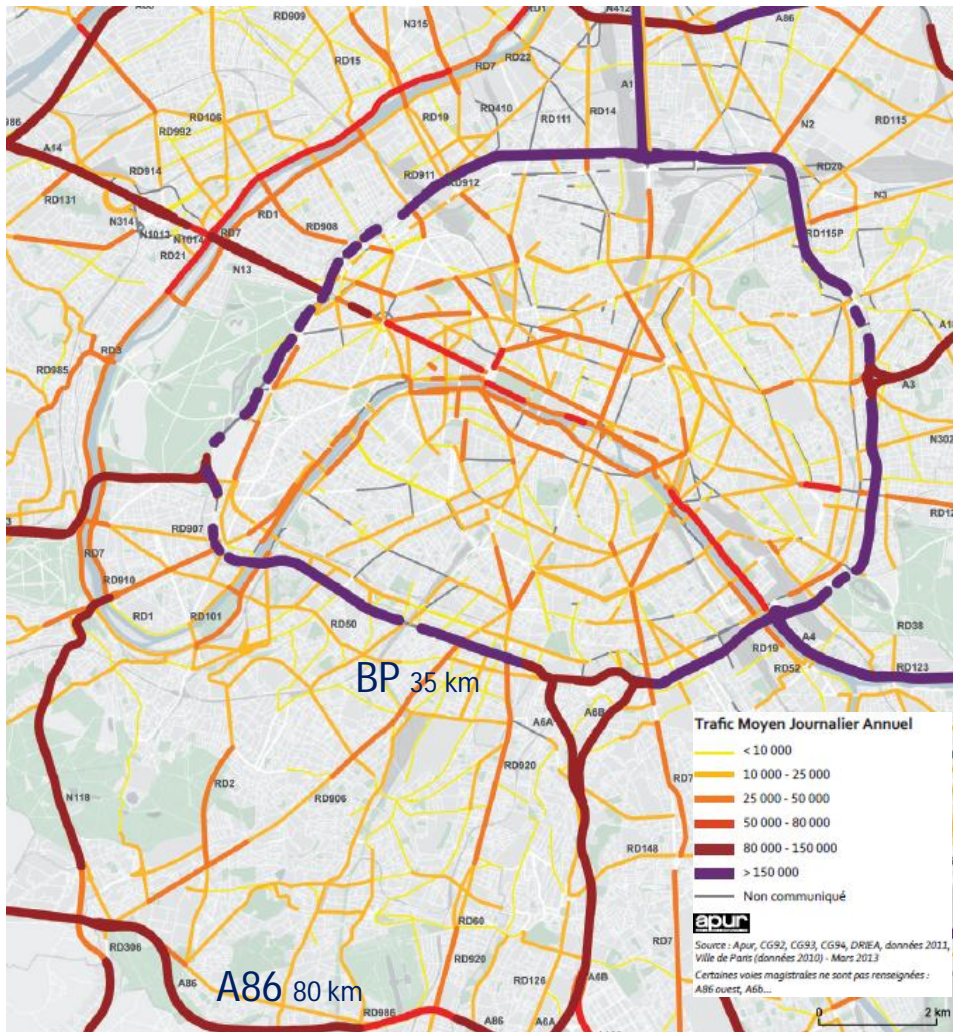 RD909
N315
RD1
N412
A86
RD15
RD22
RD7
A1
RD106
RD410
RD14
RD19
RD111
N2
RD115
RD992
A14
RD914
RD911
RD912
RD20
RD131
N3
N314
RD1
RD908
N1013
N1014
RD7
RD115P
RD21
N13
RD3
RD985
A3
N302
RD907
RD7
RD910
RD1
RD101
RD50
RD38
A4
RD19
RD52
RD123
BP 35 km
A6A
A6B
RD920
RD2
N118
RD906
RD148
RD60
RD306
RD920
RD7
A86
RD126
A6B
A86 80 km
RD986
A86
A6A
Trafic Moyen Journalier Annuel
< 10 000
10 000 - 25 000
25 000 - 50 000
50 000 - 80 000
80 000 - 150 000
> 150 000
Non communiqué
apur
Source : Apur, CG92, CG93, CG94, DRIEA, données 2011,
Ville de Paris (données 2010) - Mars 2013
Certaines voies magistrales ne sont pas renseignées :
A86 ouest, A6b...
0 2 km